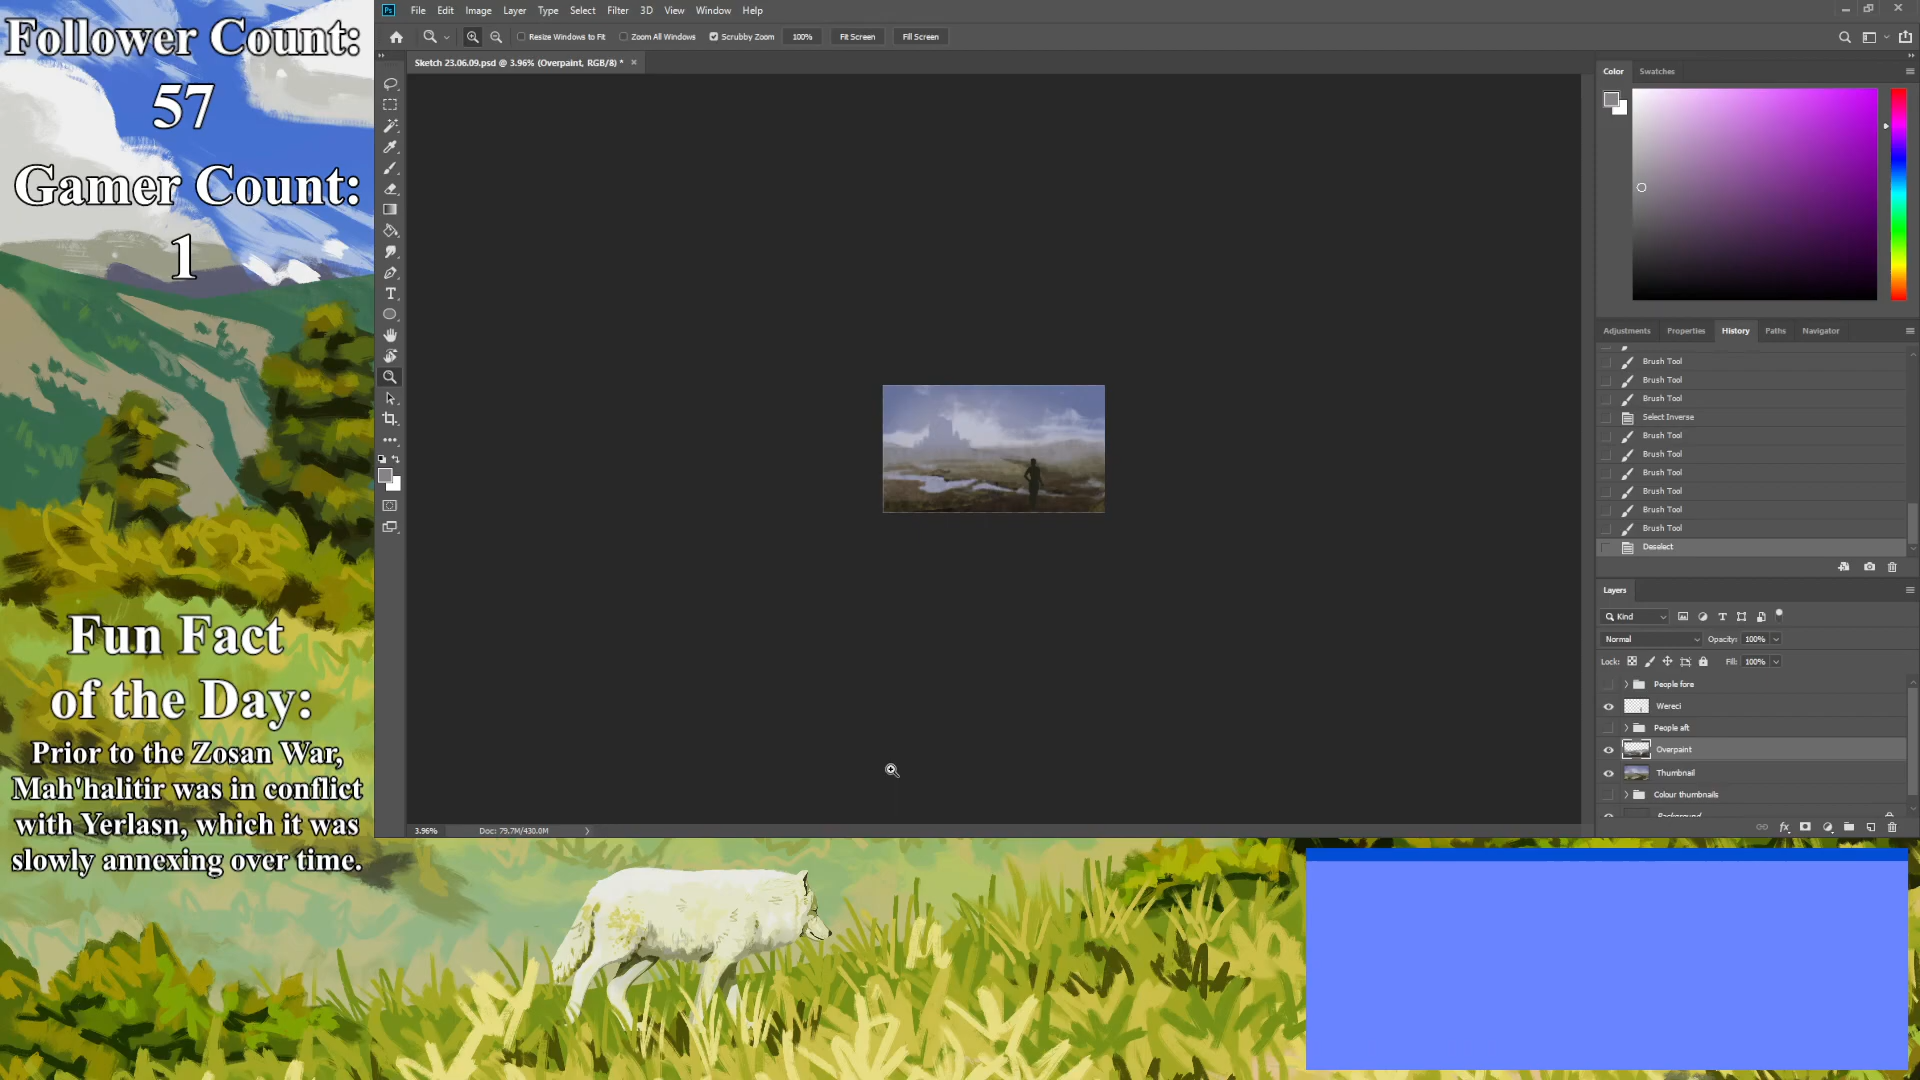 Follower Count:
57
Gamer Count:
1
Fun Fact
of the Day:
Prior to the Zosan War,
Mah'halitir was in conflict
with Yerlasn, which it was
slowly annexing over time.
Ps File Edit Image Layer Type Select Filter 3D View Window Help
Resize Windows to Fit Zoom All Windows Scrubby Zoom 100% Fit Screen Fill Screen
Sketch 23.06.09.psd @ 3.96% (Overpaint, RGB/8) *
3.96% Doc: 79.7M/430.0M
Color Swatches
Adjustments Properties History Paths Navigator
Brush Tool
Brush Tool
Brush Tool
Select Inverse
Brush Tool
Brush Tool
Brush Tool
Brush Tool
Brush Tool
Brush Tool
Deselect
Layers
Kind
Normal Opacity: 100%
Lock: Fill: 100%
People fore
Wereci
People aft
Overpaint
Thumbnail
Colour thumbnails
Background